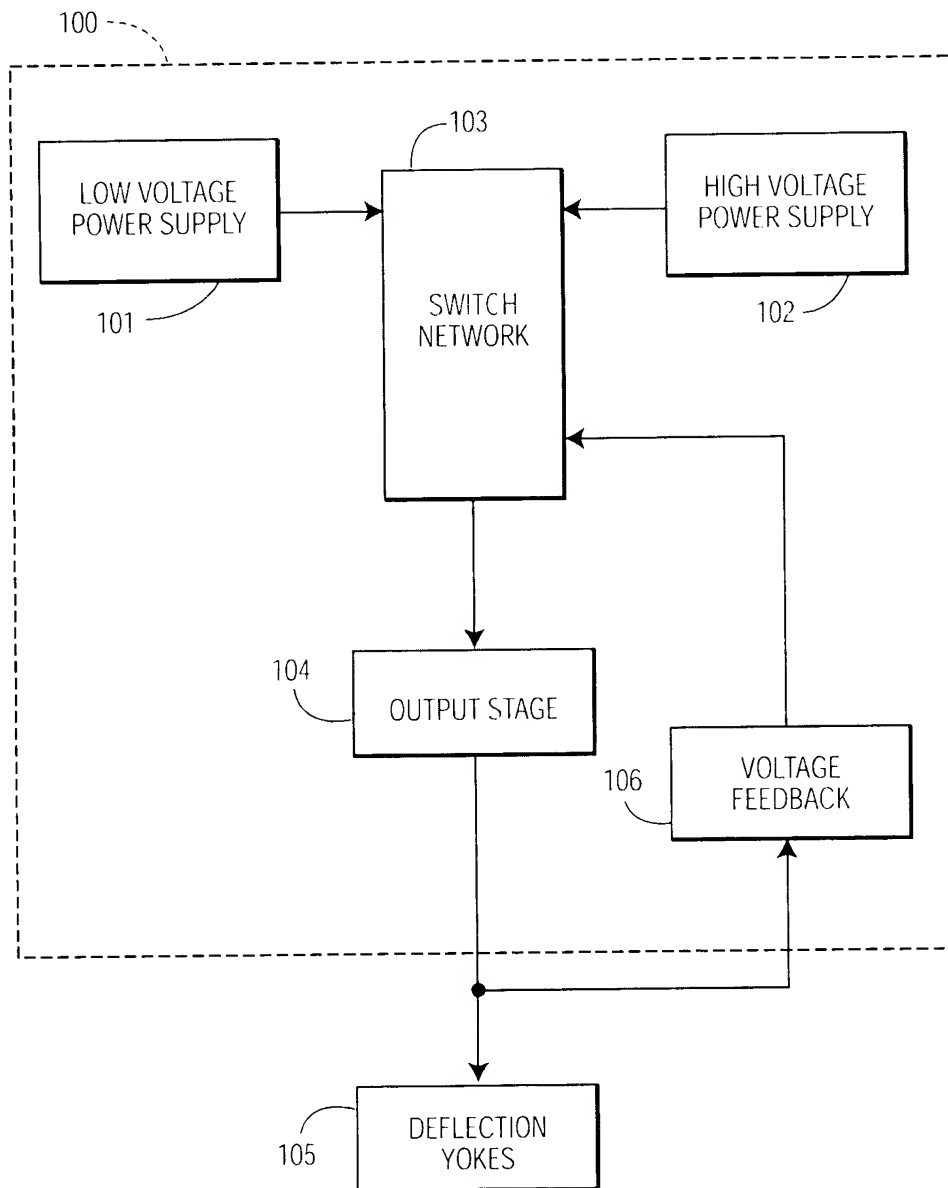 100
103
LOW VOLTAGE
POWER SUPPLY
101
HIGH VOLTAGE
POWER SUPPLY
102
SWITCH
NETWORK
104
OUTPUT STAGE
106
VOLTAGE
FEEDBACK
105
DEFLECTION
YOKES